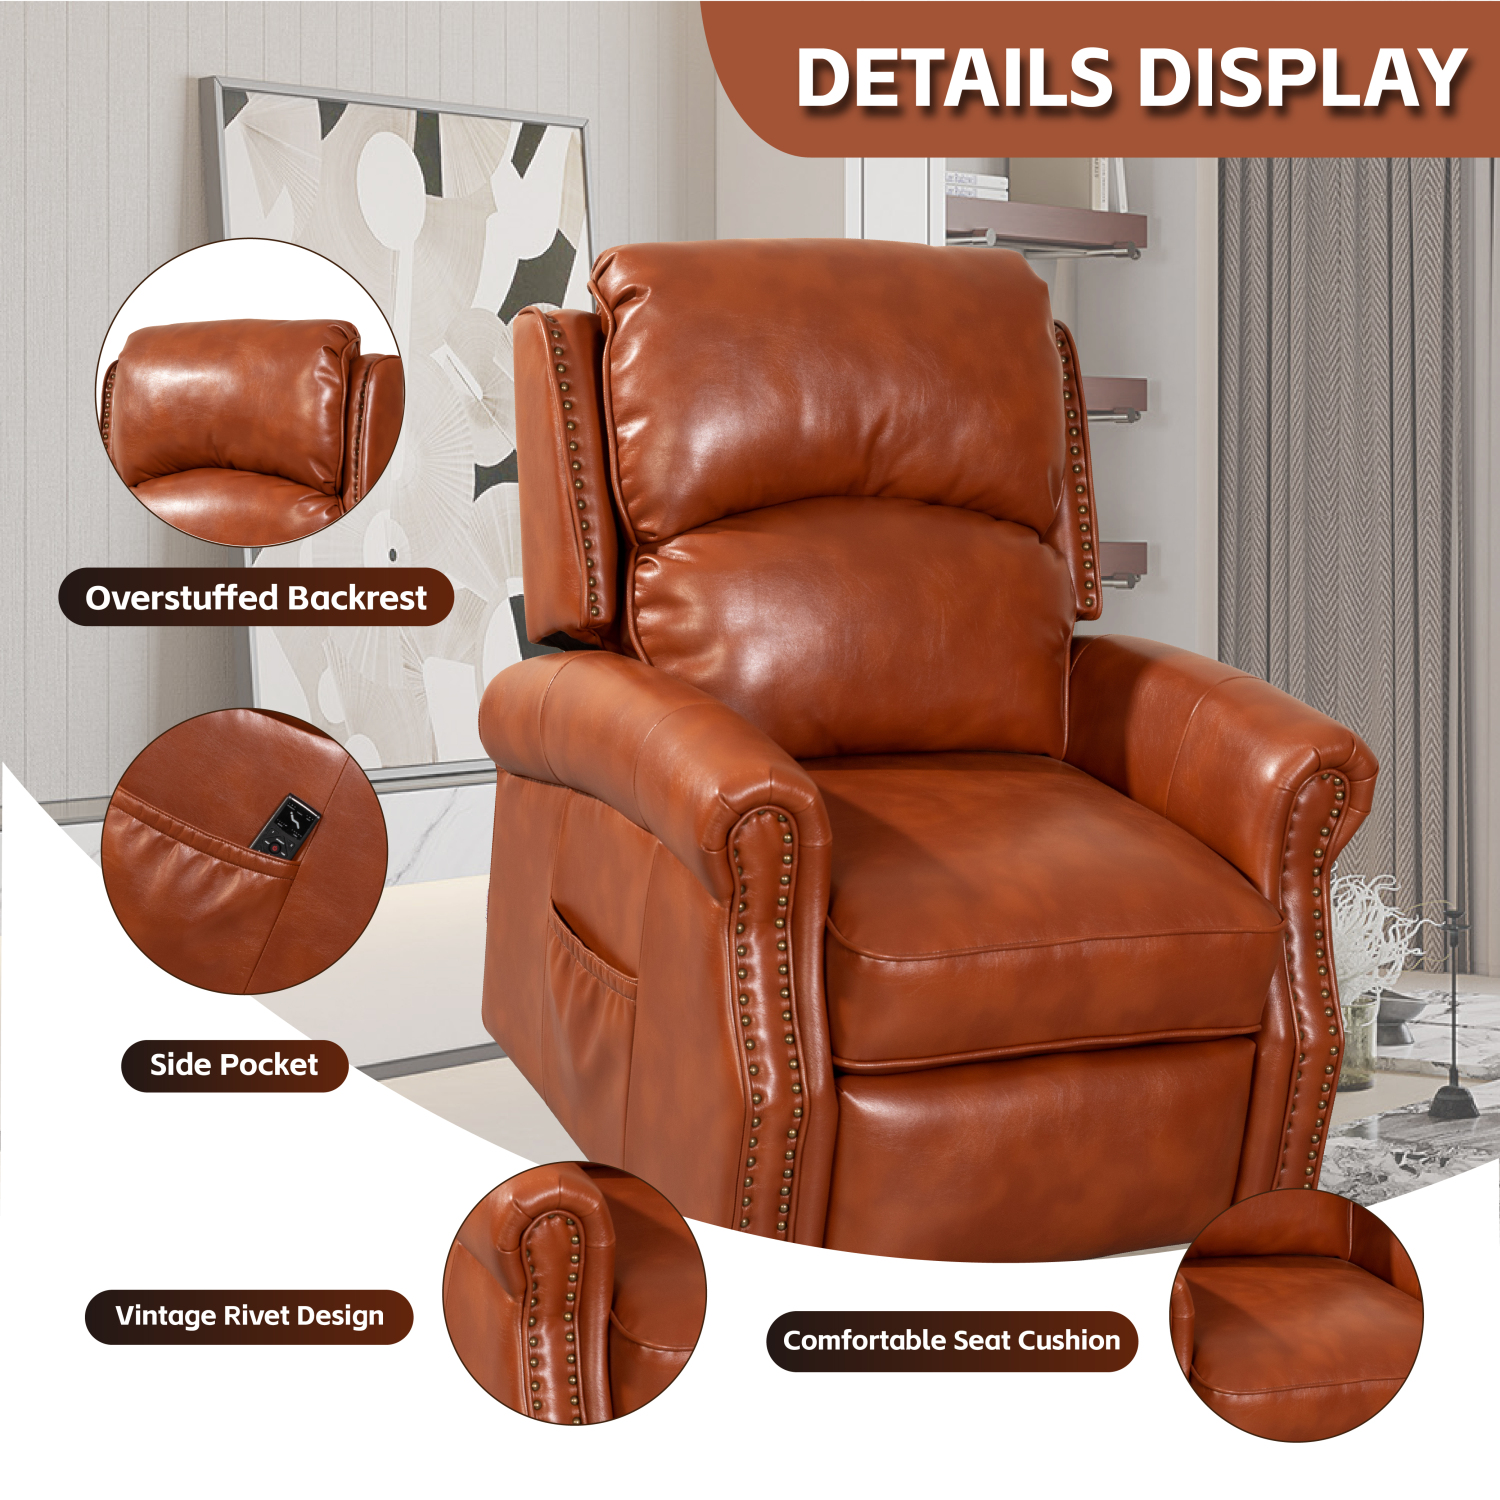 DETAILS DISPLAY
Overstuffed Backrest
Side Pocket
Vintage Rivet Design
Comfortable Seat Cushion